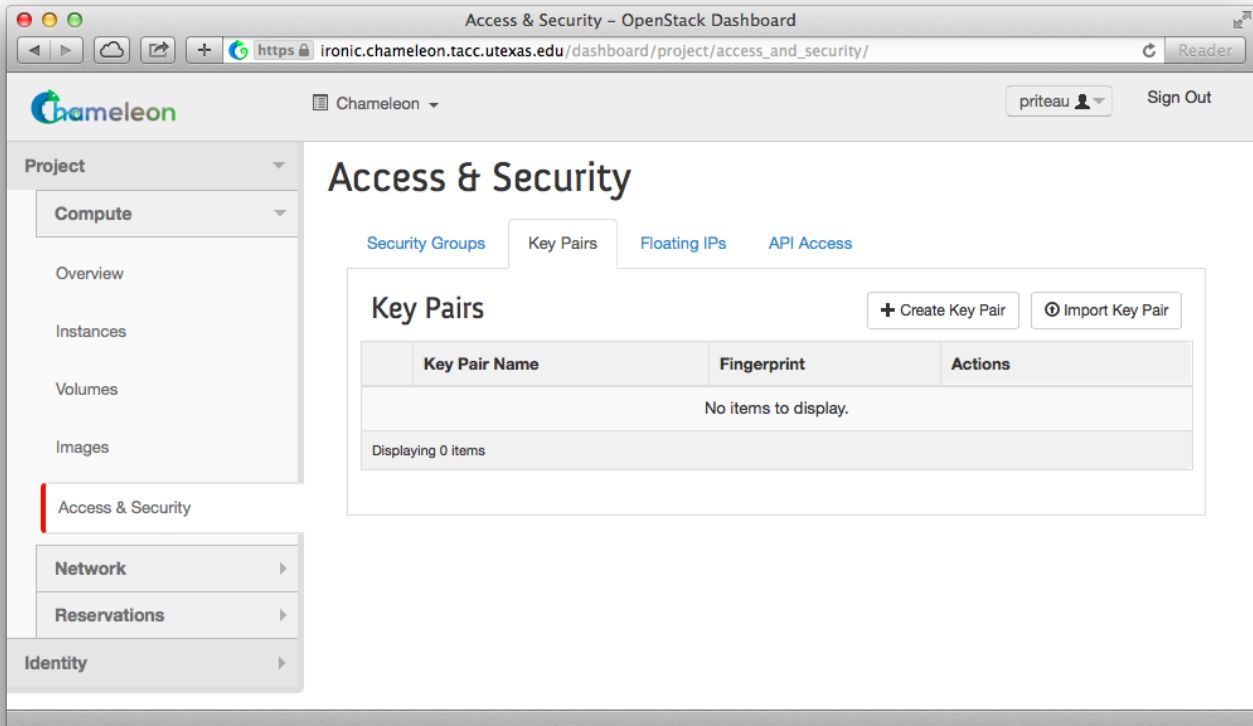 Access & Security – OpenStack Dashboard
https ironic.chameleon.tacc.utexas.edu/dashboard/project/access_and_security/ Reader
Chameleon Chameleon priteau Sign Out
Project
Compute
Overview
Instances
Volumes
Images
Access & Security
Network
Reservations
Identity
Access & Security
Security Groups Key Pairs Floating IPs API Access
Key Pairs + Create Key Pair Import Key Pair
Key Pair Name Fingerprint Actions
No items to display.
Displaying 0 items